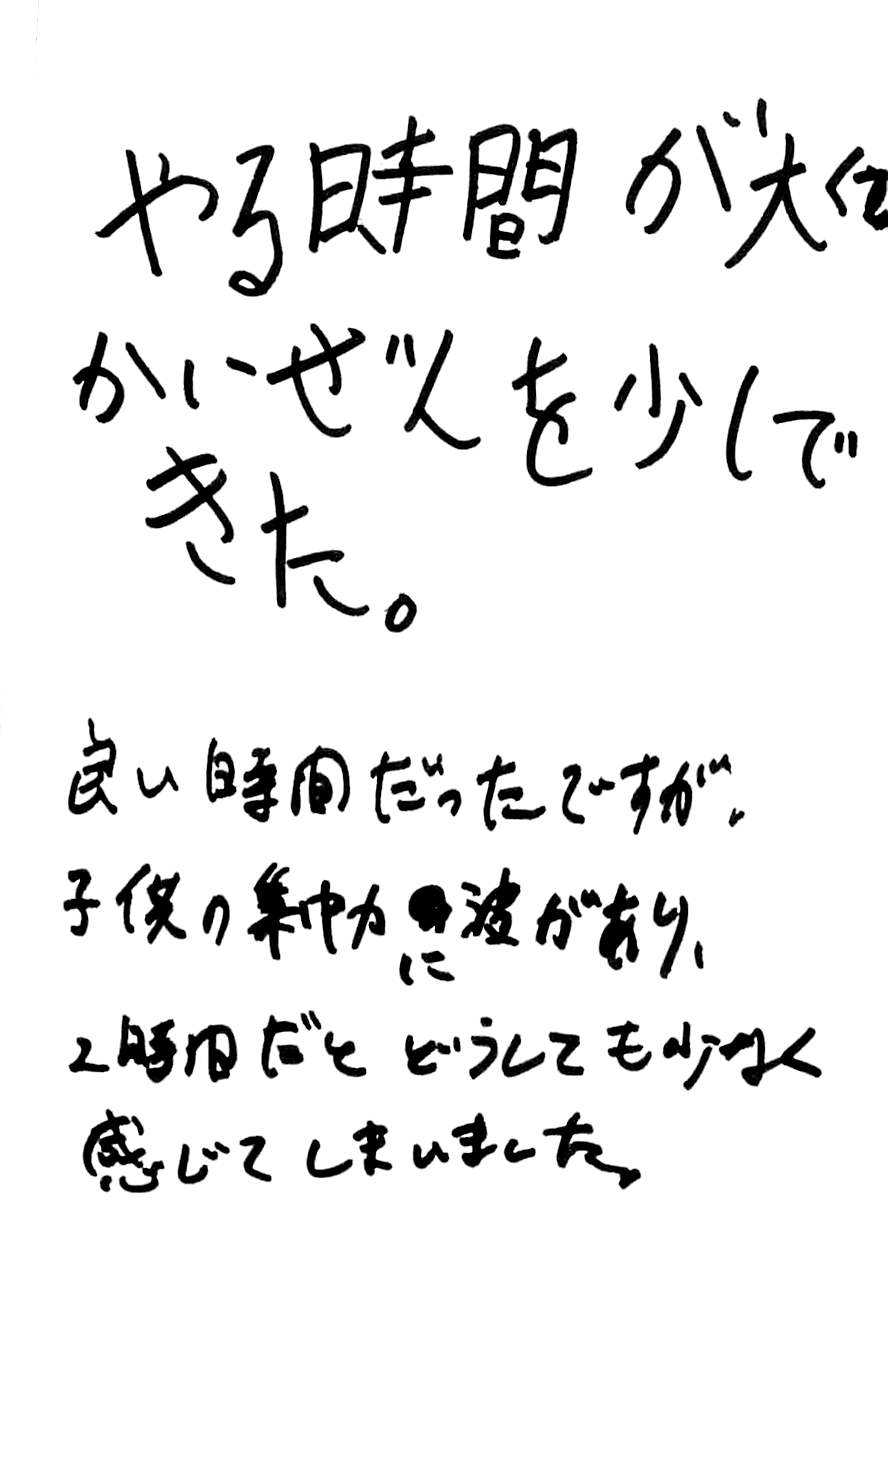 やる時間が大く
かいぜんを少しで
きた。
良い時間だったですが、
子供の集中力に波があり、
2時間だとどうしても少なく
感じてしまいました。